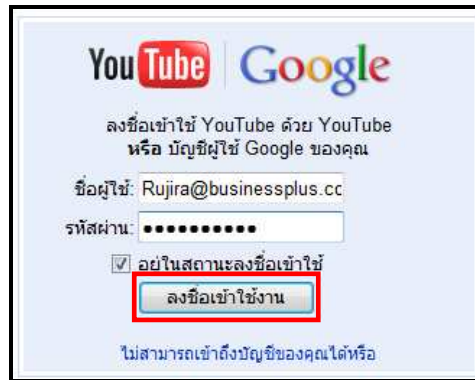 YouTube Google
ลงชื่อเข้าใช้ YouTube ด้วย YouTube
หรือ บัญชีผู้ใช้ Google ของคุณ
ชื่อผู้ใช้: Rujira@businessplus.cc
รหัสผ่าน: ●●●●●●●●●●
อยู่ในสถานะลงชื่อเข้าใช้
ลงชื่อเข้าใช้งาน
ไม่สามารถเข้าถึงบัญชีของคุณได้หรือ